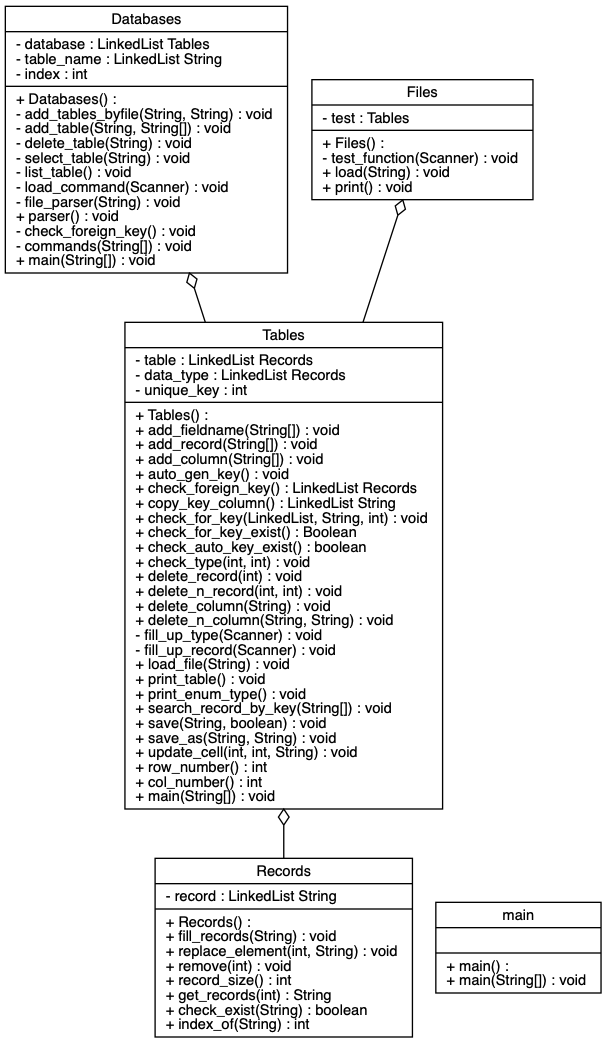 Databases
- database : LinkedList Tables
- table_name : LinkedList String
- index : int
+ Databases() :
- add_tables_byfile(String, String) : void
- add_table(String, String[]) : void
- delete_table(String) : void
- select_table(String) : void
- list_table() : void
- load_command(Scanner) : void
- file_parser(String) : void
+ parser() : void
- check_foreign_key() : void
- commands(String[]) : void
+ main(String[]) : void
Files
- test : Tables
+ Files() :
- test_function(Scanner) : void
+ load(String) : void
+ print() : void
Tables
- table : LinkedList Records
- data_type : LinkedList Records
- unique_key : int
+ Tables() :
+ add_fieldname(String[]) : void
+ add_record(String[]) : void
+ add_column(String[]) : void
+ auto_gen_key() : void
+ check_foreign_key() : LinkedList Records
+ copy_key_column() : LinkedList String
+ check_for_key(LinkedList, String, int) : void
+ check_for_key_exist() : Boolean
+ check_auto_key_exist() : boolean
+ check_type(int, int) : void
+ delete_record(int) : void
+ delete_n_record(int, int) : void
+ delete_column(String) : void
+ delete_n_column(String, String) : void
- fill_up_type(Scanner) : void
- fill_up_record(Scanner) : void
+ load_file(String) : void
+ print_table() : void
+ print_enum_type() : void
+ search_record_by_key(String[]) : void
+ save(String, boolean) : void
+ save_as(String, String) : void
+ update_cell(int, int, String) : void
+ row_number() : int
+ col_number() : int
+ main(String[]) : void
Records
- record : LinkedList String
+ Records() :
+ fill_records(String) : void
+ replace_element(int, String) : void
+ remove(int) : void
+ record_size() : int
+ get_records(int) : String
+ check_exist(String) : boolean
+ index_of(String) : int
main
+ main() :
+ main(String[]) : void